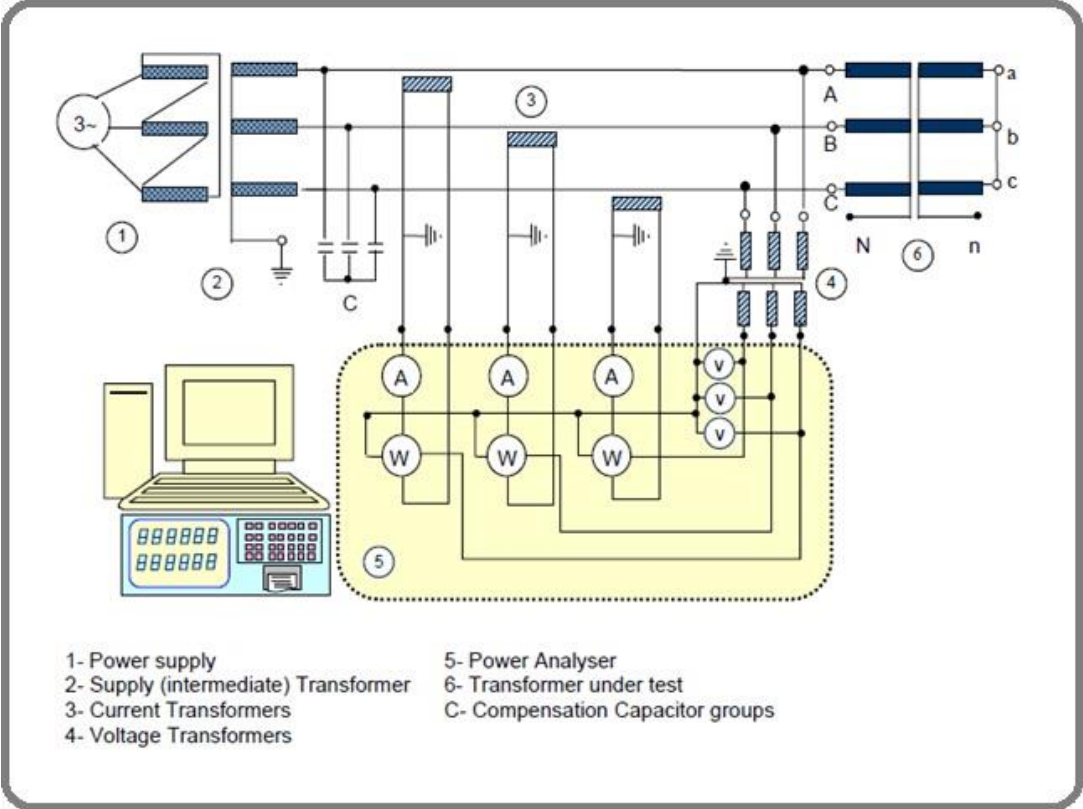 3~
1
2
C
3
A
B
C
a
b
c
N
n
6
4
A
A
A
V
V
V
W
W
W
888888
888888
5
1- Power supply
2- Supply (intermediate) Transformer
3- Current Transformers
4- Voltage Transformers
5- Power Analyser
6- Transformer under test
C- Compensation Capacitor groups